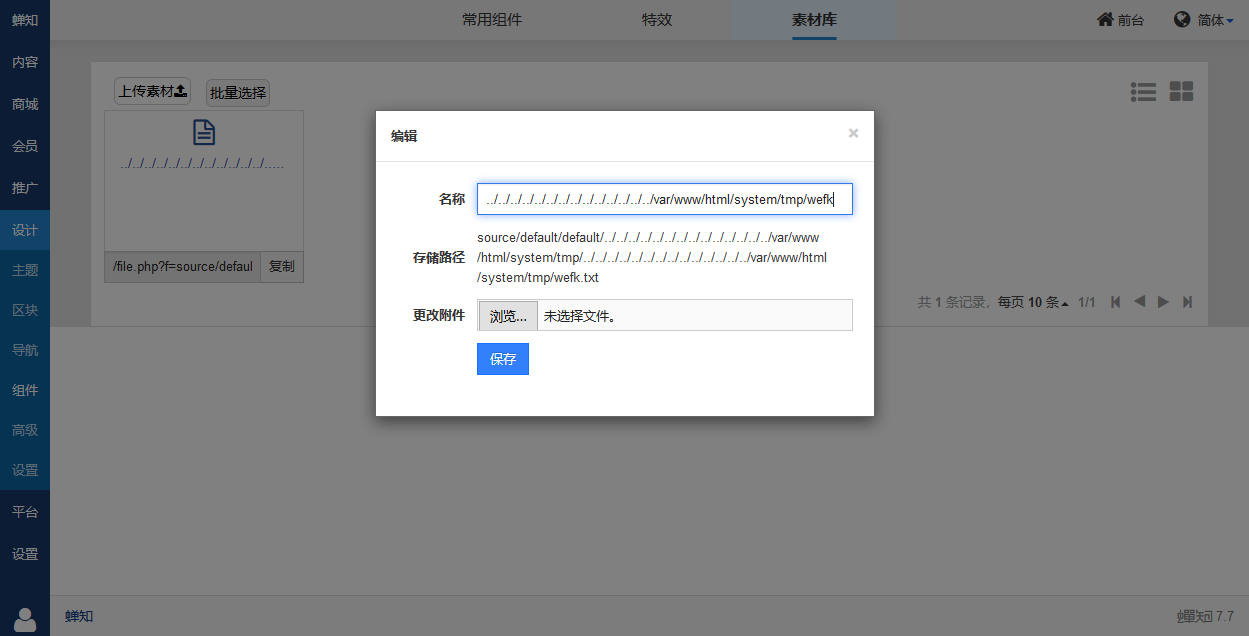 蝉知
常用组件
特效
素材库
前台
简体
内容
商城
会员
推广
设计
主题
区块
导航
组件
高级
设置
平台
设置
上传素材
批量选择
../../../../../../../../../../../../.....
/file.php?f=source/defaul
复制
编辑
×
名称
../../../../../../../../../../../../../../var/www/html/system/tmp/wefk
存储路径
source/default/default/../../../../../../../../../../../../../../var/www
/html/system/tmp/../../../../../../../../../../../../../../var/www/html
/system/tmp/wefk.txt
更改附件
浏览...
未选择文件。
保存
共 1 条记录，每页 10 条 1/1
蝉知
蝉知 7.7